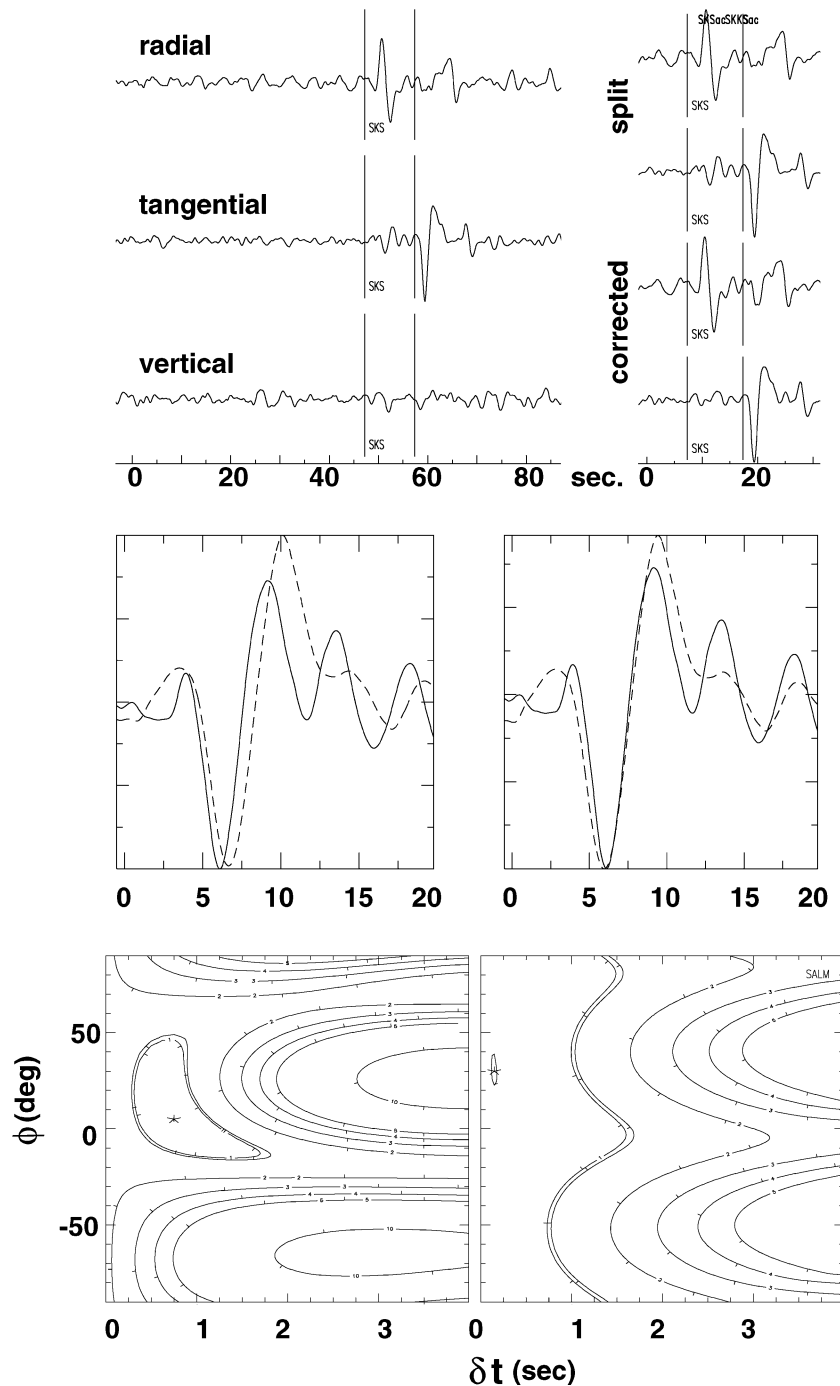 radial
SKS
tangential
SKS
vertical
SKS
0 20 40 60 80 sec.
SKSacSKKSac
split
SKS
SKS
corrected
SKS
SKS
0 20
0 5 10 15 20
0 5 10 15 20
SALM
50
0
-50
ϕ (deg)
0 1 2 3
0 1 2 3
δt (sec)